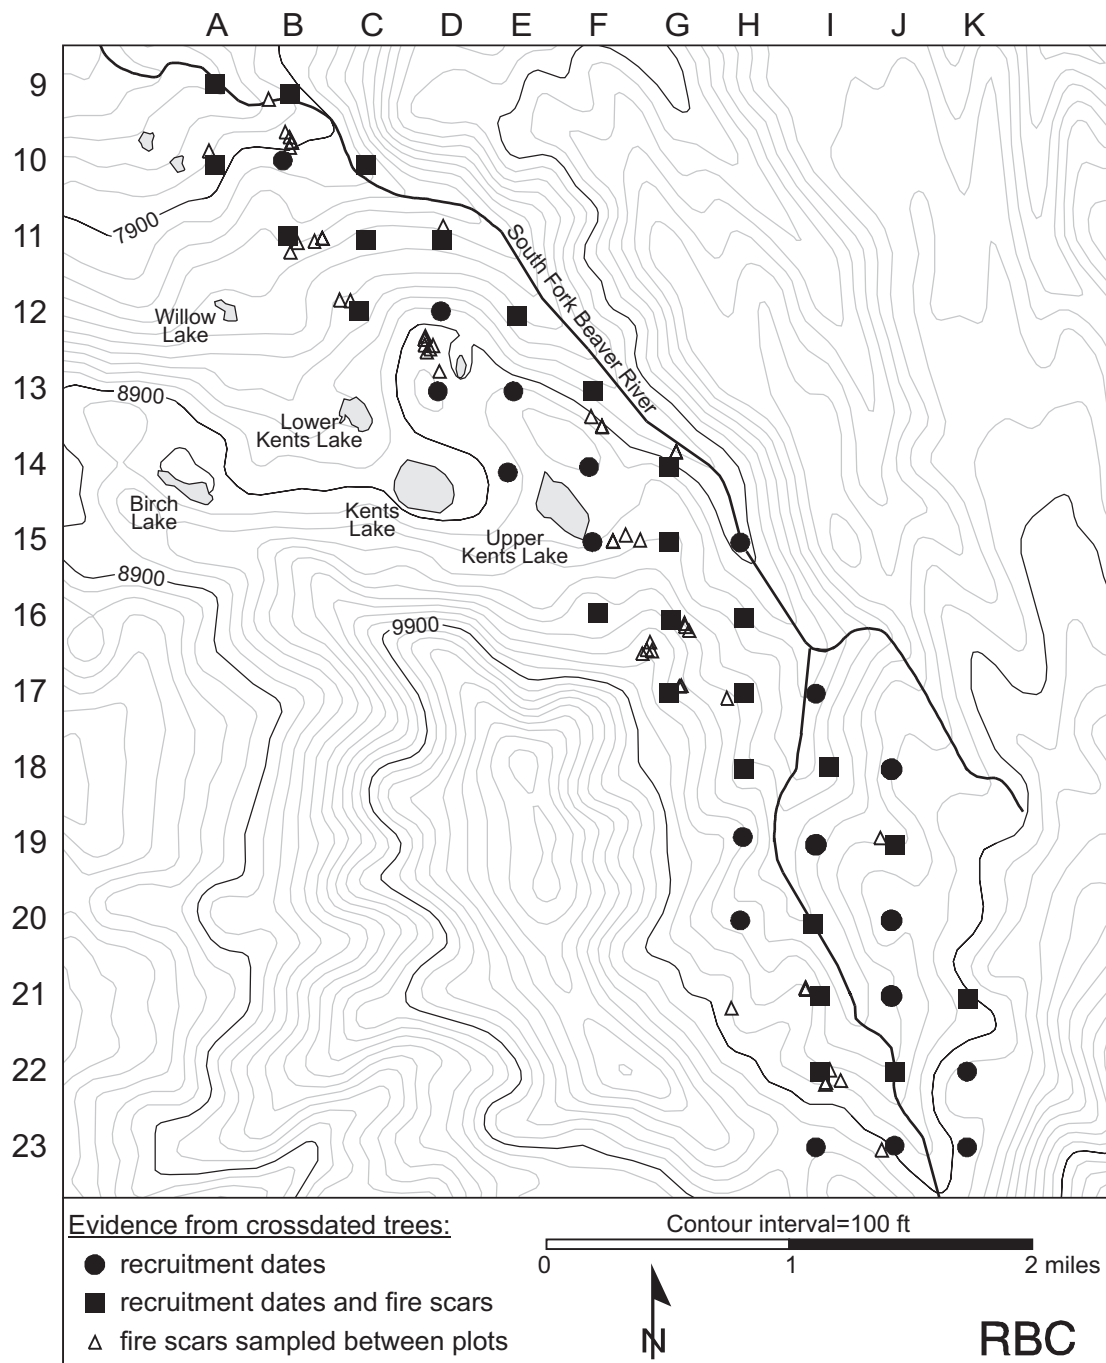 A B C D E F G H I J K
9
10
11
12
13
14
15
16
17
18
19
20
21
22
23
7900
South Fork Beaver River
Willow
Lake
8900
Lower
Kents Lake
Birch
Lake
Kents
Lake
Upper
Kents Lake
8900
9900
Evidence from crossdated trees:
recruitment dates
recruitment dates and fire scars
fire scars sampled between plots
Contour interval=100 ft
0 1 2 miles
N
RBC